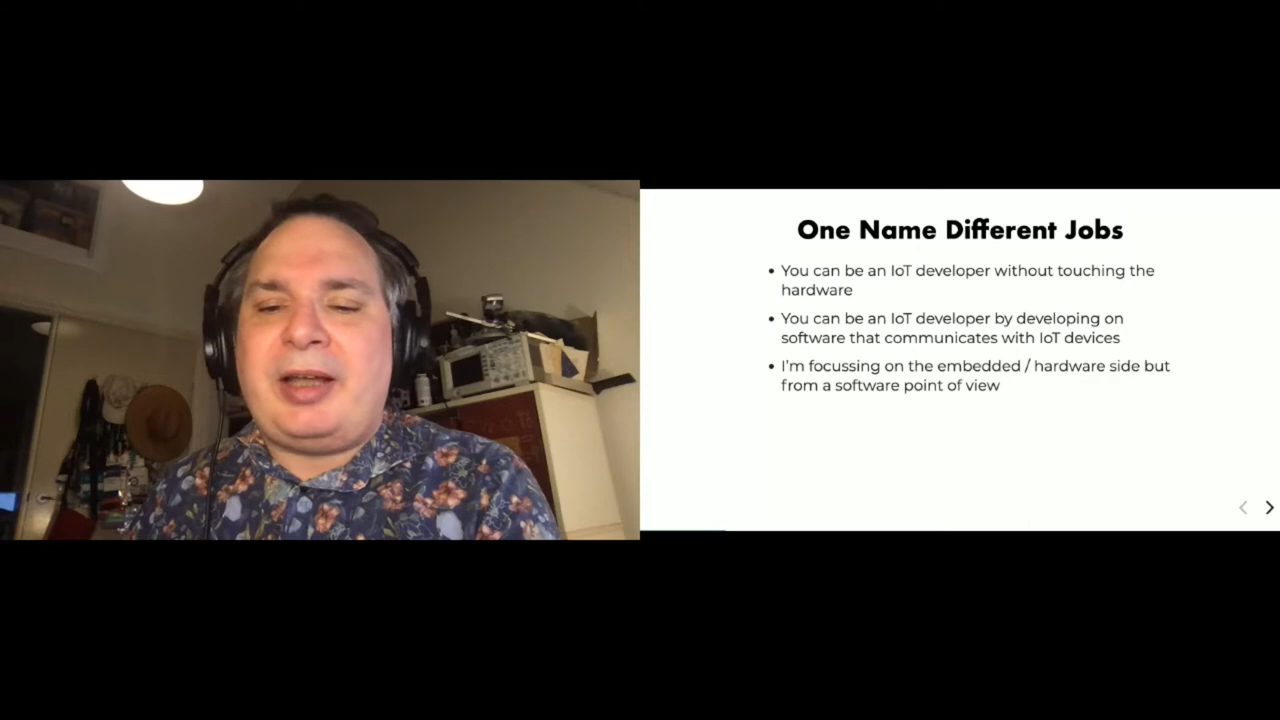 One Name Different Jobs
• You can be an IoT developer without touching the
hardware
• You can be an IoT developer by developing on
software that communicates with IoT devices
• I'm focussing on the embedded / hardware side but
from a software point of view